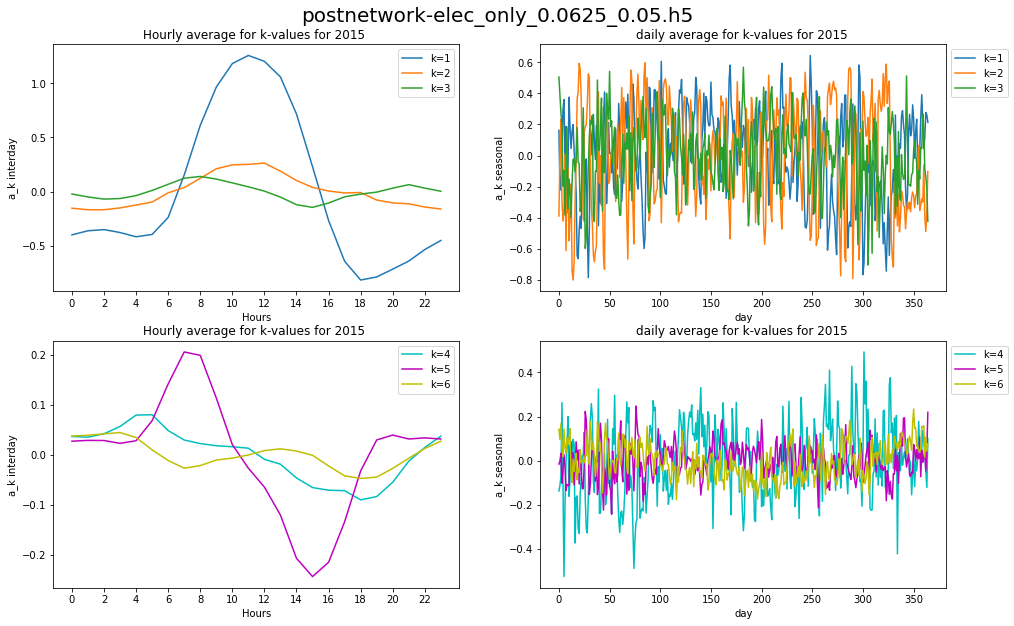 postnetwork-elec_only_0.0625_0.05.h5
Hourly average for k-values for 2015
a_k interday
1.0
0.5
0.0
−0.5
k=1
k=2
k=3
0 2 4 6 8 10 12 14 16 18 20 22
Hours
daily average for k-values for 2015
a_k seasonal
0.6
0.4
0.2
0.0
−0.2
−0.4
−0.6
−0.8
k=1
k=2
k=3
0 50 100 150 200 250 300 350
day
Hourly average for k-values for 2015
a_k interday
0.2
0.1
0.0
−0.1
−0.2
k=4
k=5
k=6
0 2 4 6 8 10 12 14 16 18 20 22
Hours
daily average for k-values for 2015
a_k seasonal
0.4
0.2
0.0
−0.2
−0.4
k=4
k=5
k=6
0 50 100 150 200 250 300 350
day